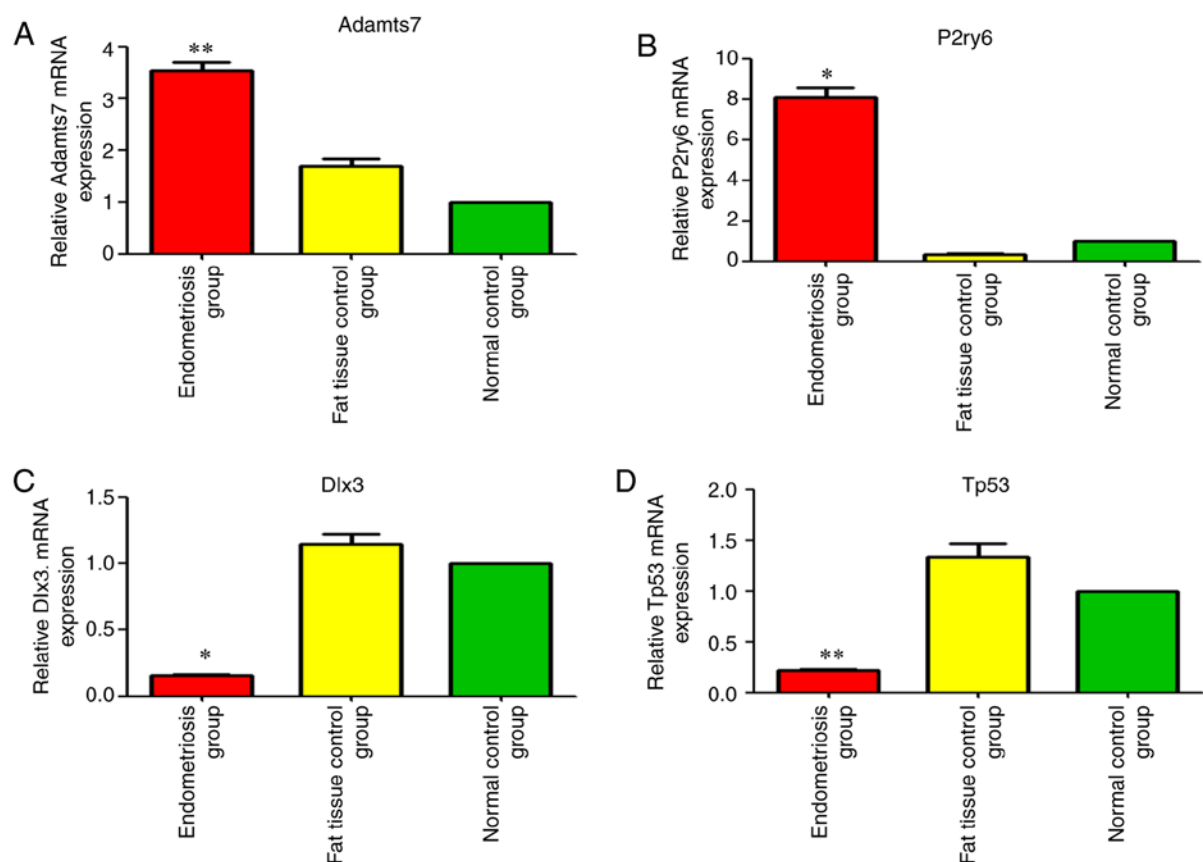 A
Adamts7
Relative Adamts7 mRNA
expression
4
3
2
1
0
**
Endometriosis
group
Fat tissue control
group
Normal control
group
B
P2ry6
Relative P2ry6 mRNA
expression
10
8
6
4
2
0
*
Endometriosis
group
Fat tissue control
group
Normal control
group
C
Dlx3
Relative Dlx3. mRNA
expression
1.5
1.0
0.5
0.0
*
Endometriosis
group
Fat tissue control
group
Normal control
group
D
Tp53
Relative Tp53 mRNA
expression
2.0
1.5
1.0
0.5
0.0
**
Endometriosis
group
Fat tissue control
group
Normal control
group